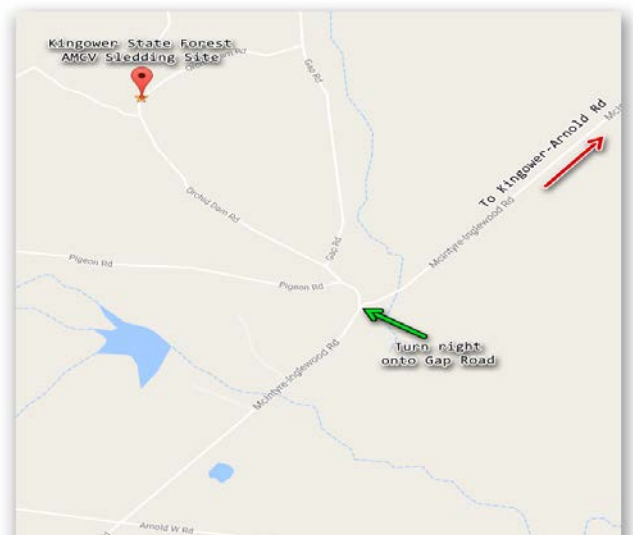 Kingower State Forest
AMCV Sledding Site
Gap Rd
To Kingower-Arnold Rd
Orchid Dam Rd
McIntyre-Inglewood Rd
Gap Rd
Pigeon Rd
Pigeon Rd
Turn right
onto Gap Road
McIntyre-Inglewood Rd
Arnold W Rd